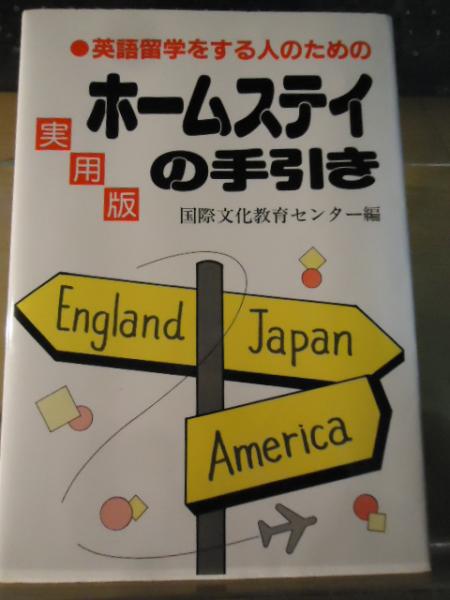 ●英語留学をする人のための
ホームステイ
の手引き
実用版
国際文化教育センター編
England
Japan
America